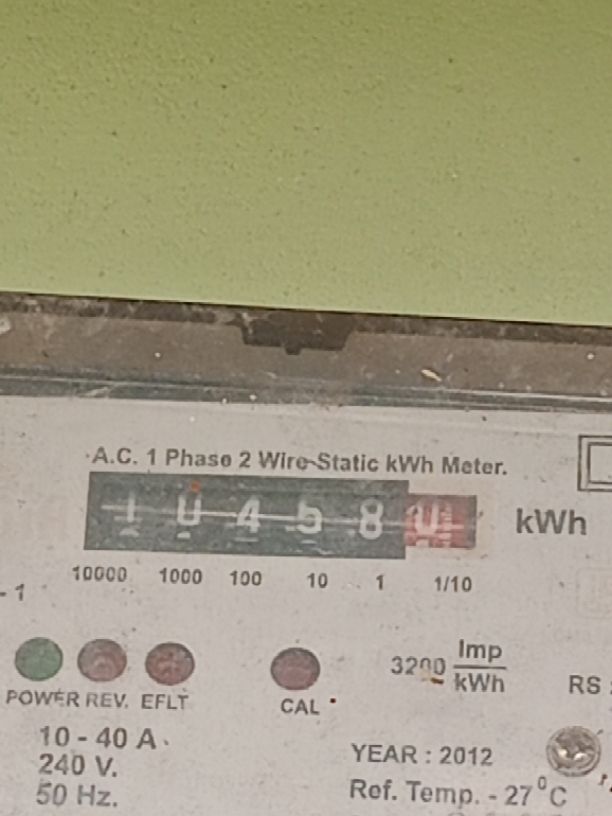 A.C. 1 Phase 2 Wire Static kWh Meter.
1 0 4 5 8 0 kWh
10000 1000 100 10 1 1/10
- 1
3200 Imp/kWh
POWER REV. EFLT CAL RS
10 - 40 A
240 V.
50 Hz.
YEAR : 2012
Ref. Temp. - 27°C